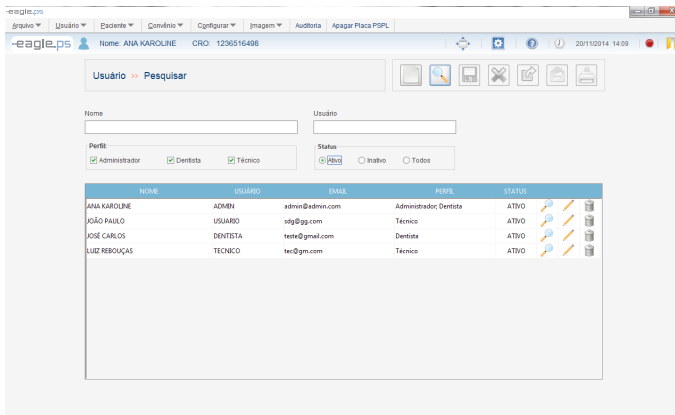 -eagle.ps
Arquivo Usuário Paciente Convênio Configurar Imagem Auditoria Apagar Placa PSPL
-eagle.ps Nome: ANA KAROLINE CRO: 1236516498 20/11/2014 14:09
Usuário >> Pesquisar
Nome Usuário
Perfil: Status
Administrador Dentista Técnico Ativo Inativo Todos
NOME USUÁRIO EMAIL PERFIL STATUS
ANA KAROLINE ADMIN admin@admin.com Administrador; Dentista ATIVO
JOÃO PAULO USUARIO sdg@gg.com Técnico ATIVO
JOSÉ CARLOS DENTISTA teste@gmail.com Dentista ATIVO
LUIZ REBOUÇAS TECNICO tec@gm.com Técnico ATIVO